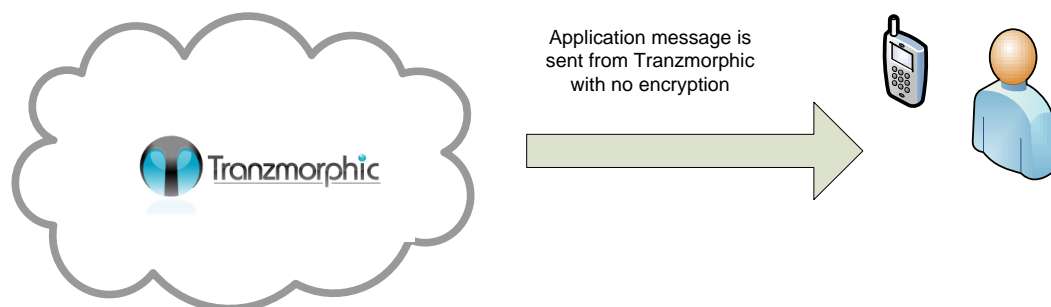 Application message is
sent from Tranzmorphic
with no encryption
Tranzmorphic